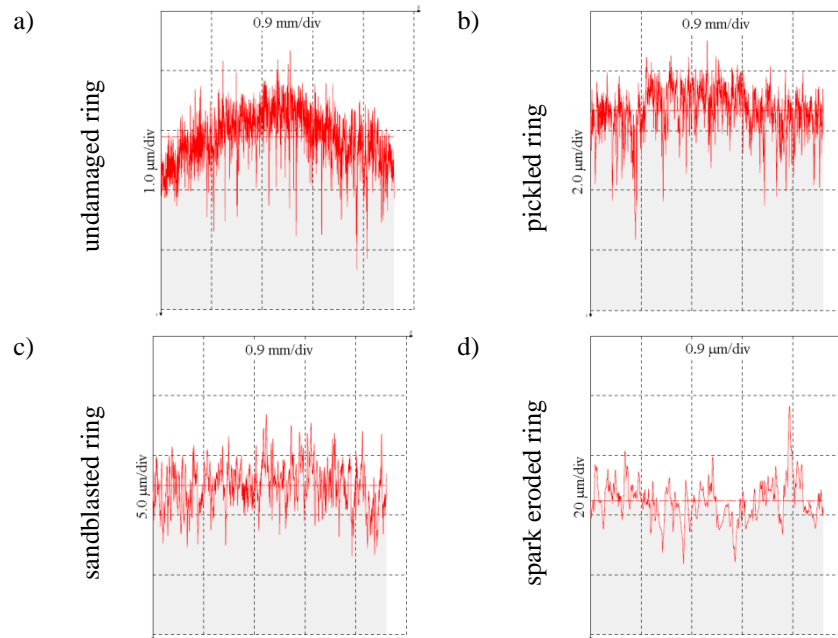 a)
0.9 mm/div
1.0 µm/div
undamaged ring
b)
0.9 mm/div
2.0 µm/div
pickled ring
c)
0.9 mm/div
5.0 µm/div
sandblasted ring
d)
0.9 µm/div
20 µm/div
spark eroded ring